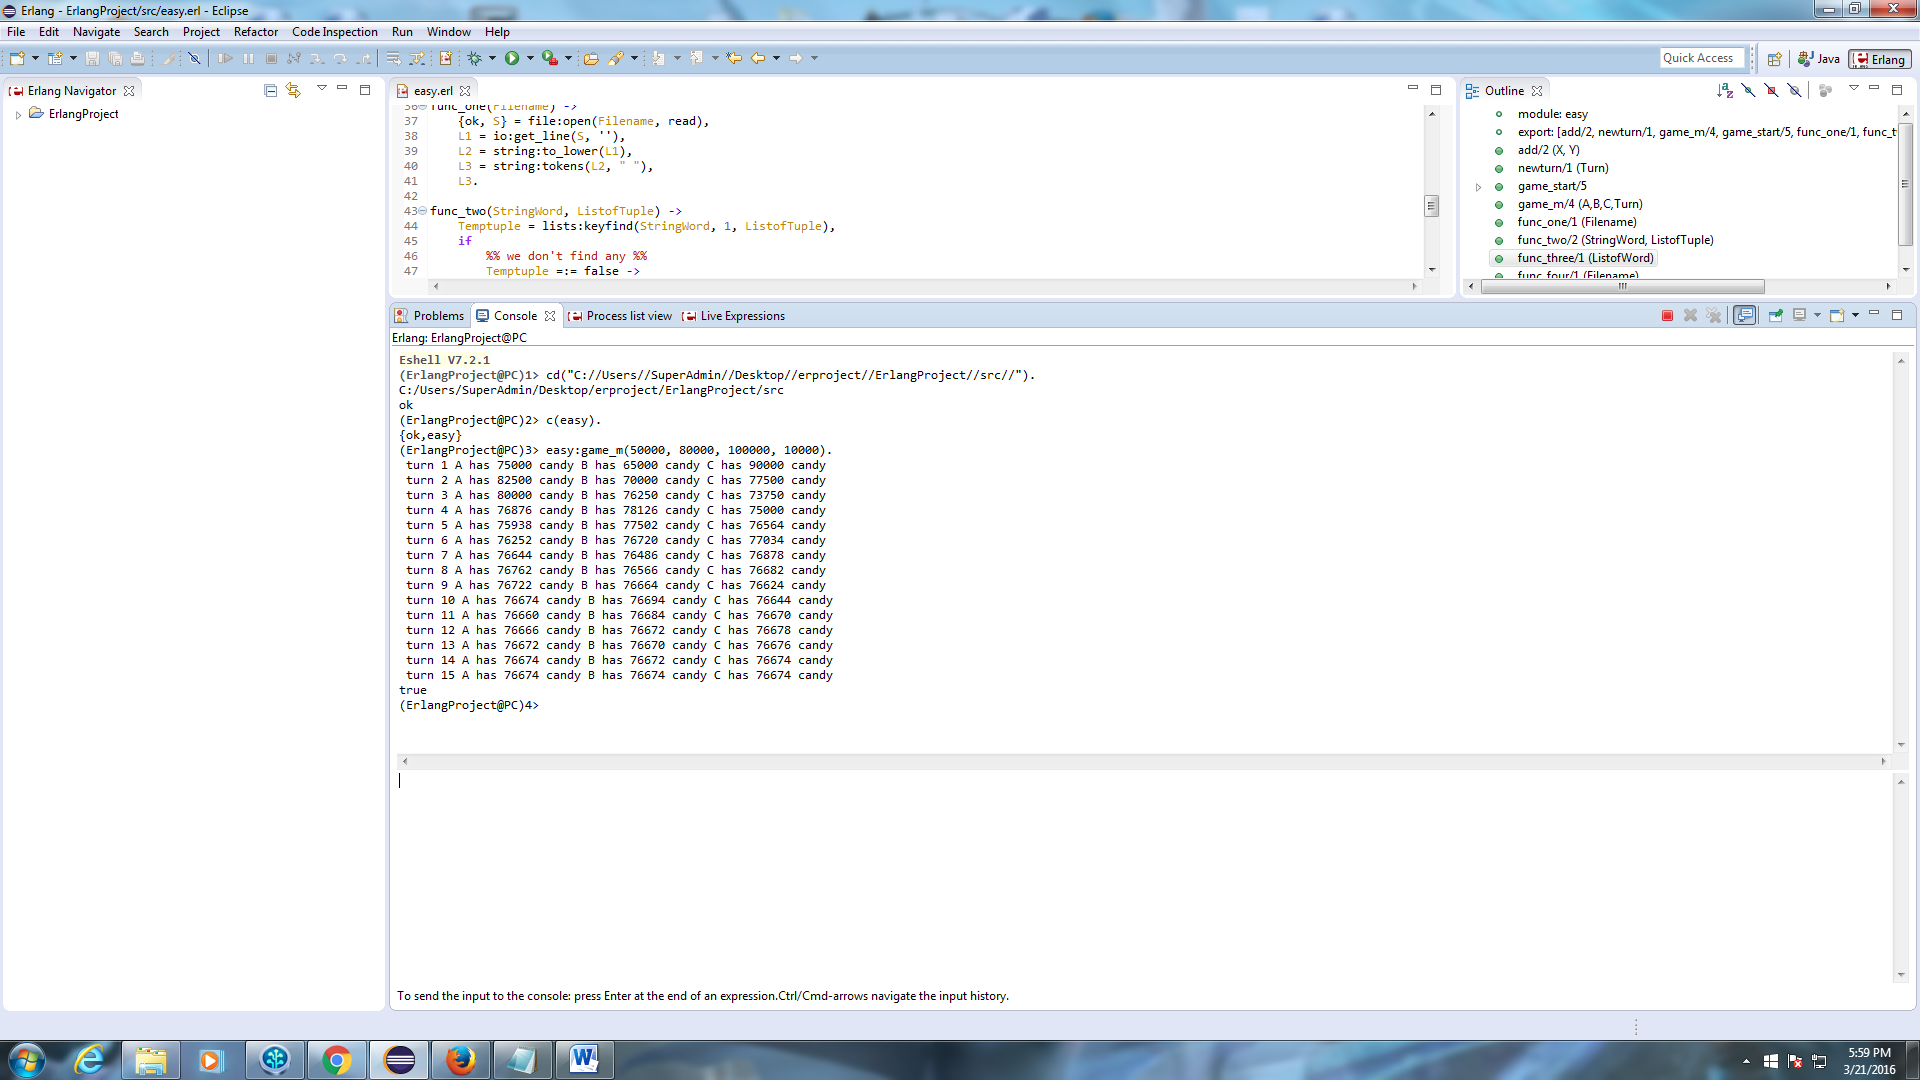 Erlang - ErlangProject/src/easy.erl - Eclipse
File Edit Navigate Search Project Refactor Code Inspection Run Window Help
Quick Access Java Erlang
Erlang Navigator
ErlangProject
easy.erl
36 func_one(Filename) ->
37 {ok, S} = file:open(Filename, read),
38 L1 = io:get_line(S, ''),
39 L2 = string:to_lower(L1),
40 L3 = string:tokens(L2, " "),
41 L3.
42
43 func_two(StringWord, ListofTuple) ->
44 Temptuple = lists:keyfind(StringWord, 1, ListofTuple),
45 if
46 %% we don't find any %%
47 Temptuple =:= false ->
Outline
module: easy
export: [add/2, newturn/1, game_m/4, game_start/5, func_one/1, func_t
add/2 (X, Y)
newturn/1 (Turn)
game_start/5
game_m/4 (A,B,C,Turn)
func_one/1 (Filename)
func_two/2 (StringWord, ListofTuple)
func_three/1 (ListofWord)
func_four/1 (Filename)
Problems Console Process list view Live Expressions
Erlang: ErlangProject@PC
Eshell V7.2.1
(ErlangProject@PC)1> cd("C://Users//SuperAdmin//Desktop//erproject//ErlangProject//src//").
C:/Users/SuperAdmin/Desktop/erproject/ErlangProject/src
ok
(ErlangProject@PC)2> c(easy).
{ok,easy}
(ErlangProject@PC)3> easy:game_m(50000, 80000, 100000, 10000).
turn 1 A has 75000 candy B has 65000 candy C has 90000 candy
turn 2 A has 82500 candy B has 70000 candy C has 77500 candy
turn 3 A has 80000 candy B has 76250 candy C has 73750 candy
turn 4 A has 76876 candy B has 78126 candy C has 75000 candy
turn 5 A has 75938 candy B has 77502 candy C has 76564 candy
turn 6 A has 76252 candy B has 76720 candy C has 77034 candy
turn 7 A has 76644 candy B has 76486 candy C has 76878 candy
turn 8 A has 76762 candy B has 76566 candy C has 76682 candy
turn 9 A has 76722 candy B has 76664 candy C has 76624 candy
turn 10 A has 76674 candy B has 76694 candy C has 76644 candy
turn 11 A has 76660 candy B has 76684 candy C has 76670 candy
turn 12 A has 76666 candy B has 76672 candy C has 76678 candy
turn 13 A has 76672 candy B has 76670 candy C has 76676 candy
turn 14 A has 76674 candy B has 76672 candy C has 76674 candy
turn 15 A has 76674 candy B has 76674 candy C has 76674 candy
true
(ErlangProject@PC)4>
To send the input to the console: press Enter at the end of an expression.Ctrl/Cmd-arrows navigate the input history.
5:59 PM
3/21/2016